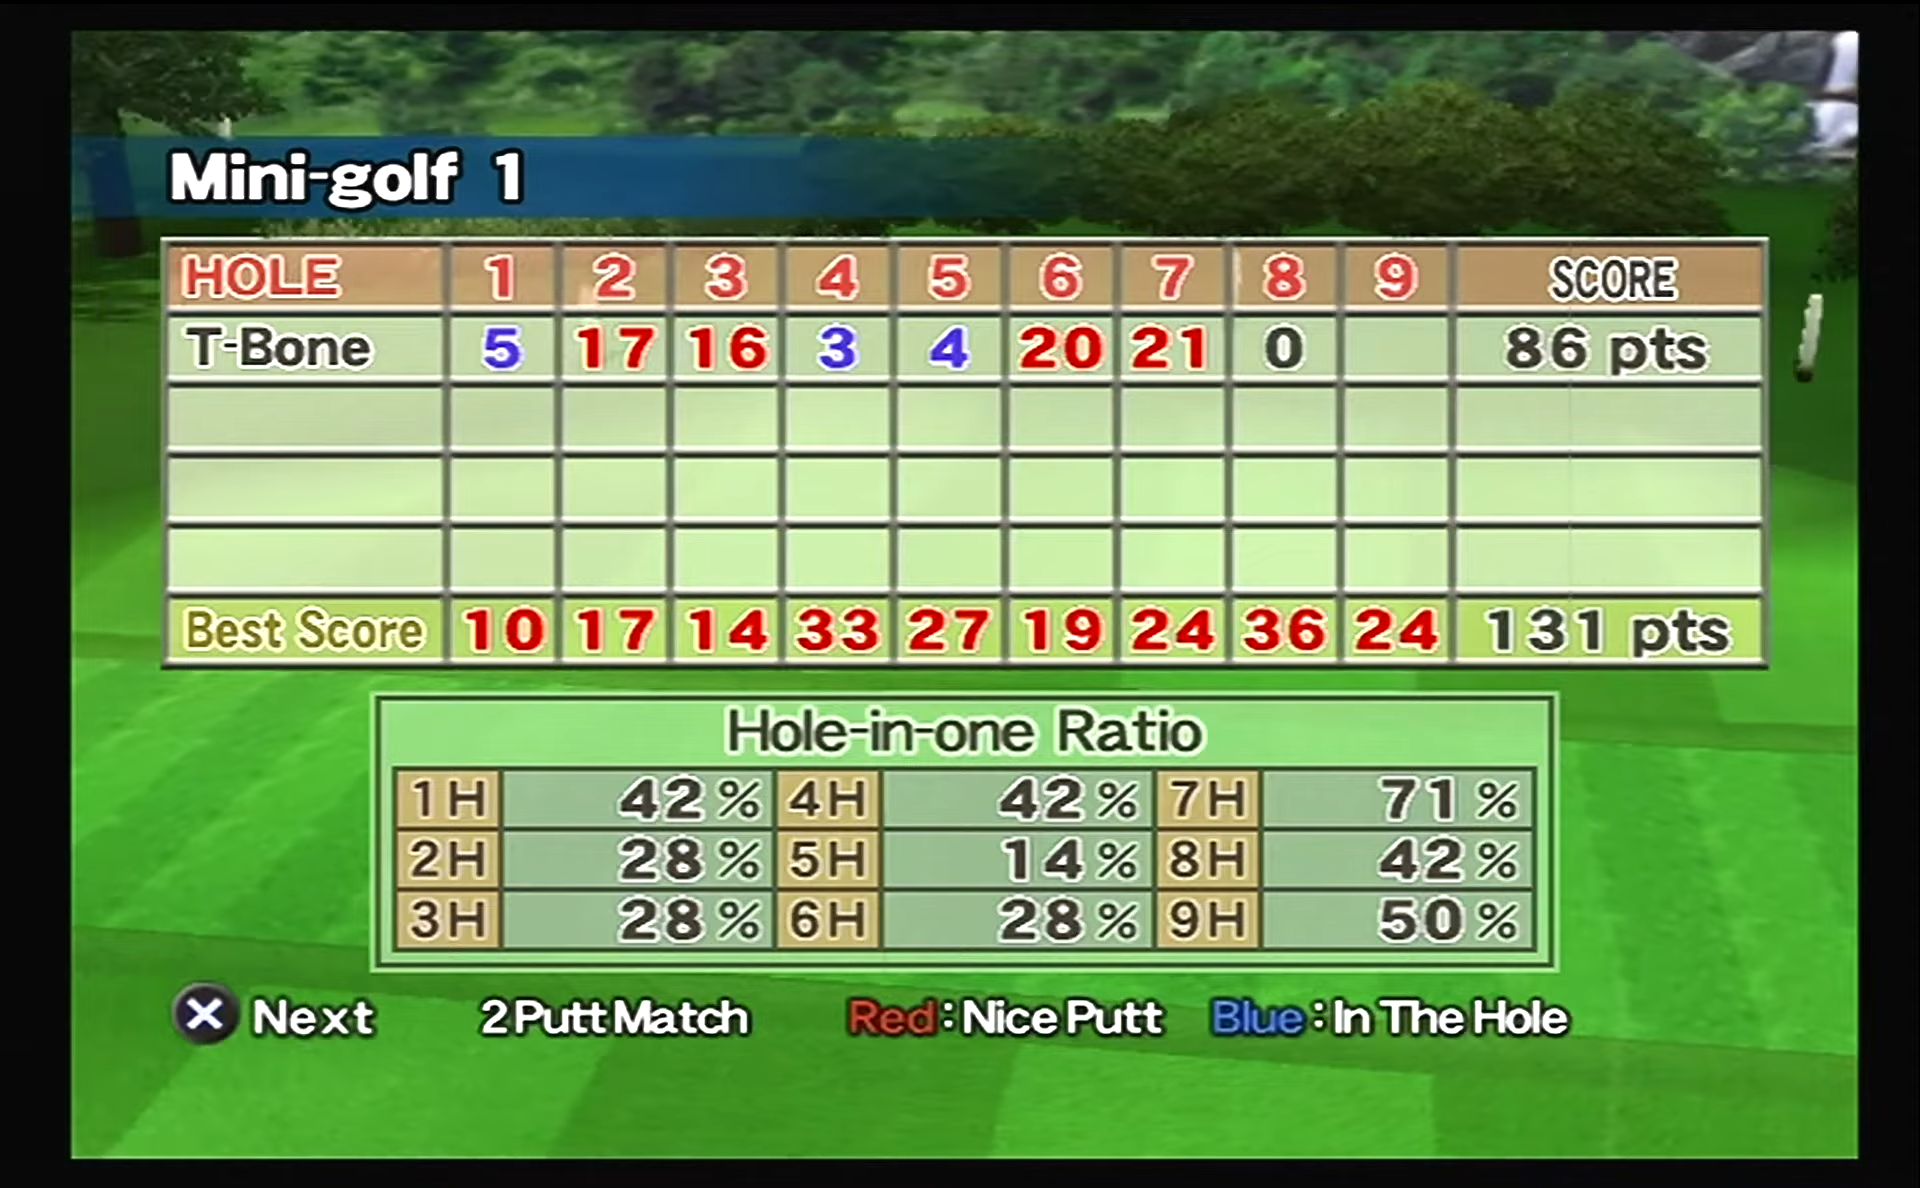 Mini-golf 1
HOLE 1 2 3 4 5 6 7 8 9 SCORE
T-Bone 5 17 16 3 4 20 21 0 86 pts
Best Score 10 17 14 33 27 19 24 36 24 131 pts
Hole-in-one Ratio
1H 42% 4H 42% 7H 71%
2H 28% 5H 14% 8H 42%
3H 28% 6H 28% 9H 50%
Next 2 Putt Match Red:Nice Putt Blue:In The Hole